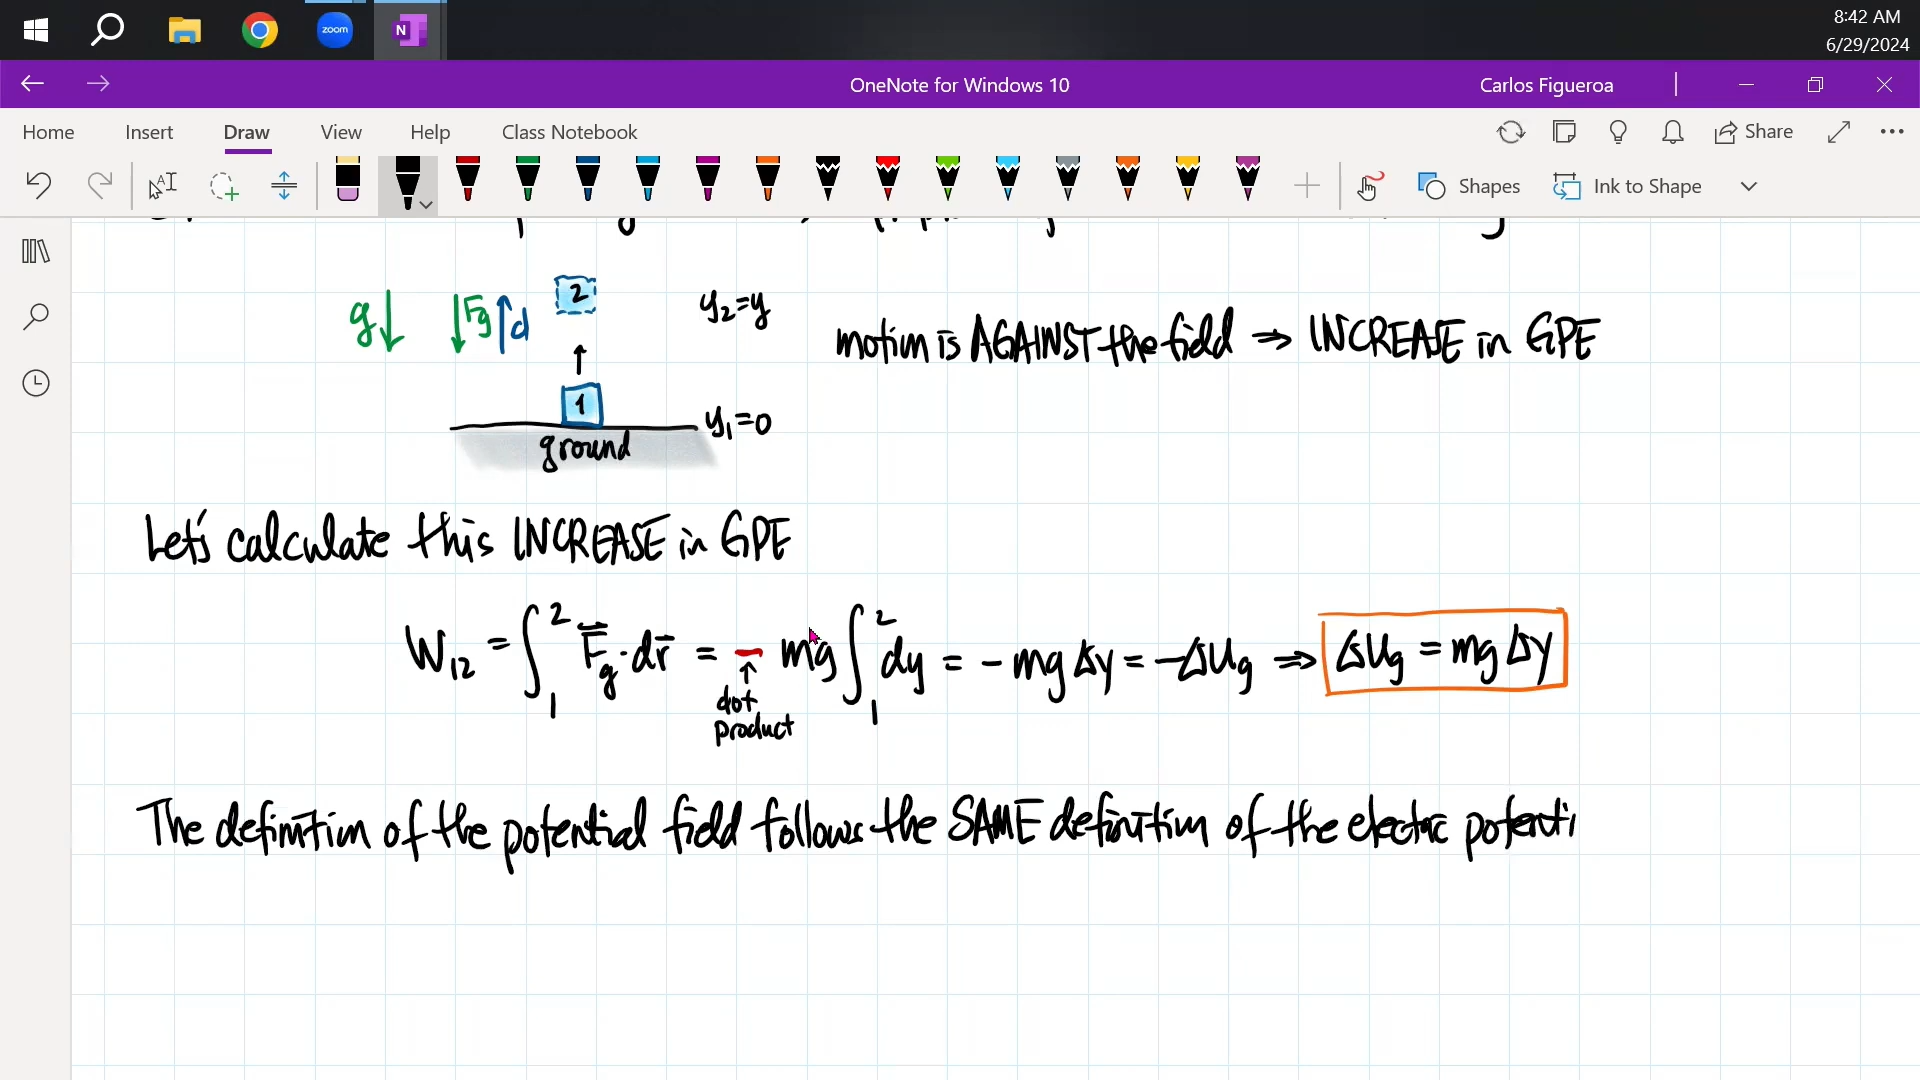 8:42 AM
6/29/2024
zoom
N
OneNote for Windows 10
Carlos Figueroa
Home Insert Draw View Help Class Notebook
Share
Shapes
Ink to Shape
g↓ ↓Fg ↑d
2
y₂=y
motion is AGAINST the field ⇒ INCREASE in GPE
1
y₁=0
ground
Let's calculate this INCREASE in GPE
W₁₂ = ∫₁² F⃗g · dr⃗ = - mg ∫₁² dy = - mg Δy = -ΔUg ⇒ ΔUg = mg Δy
↑
dot
product
The definition of the potential field follows the SAME definition of the electric potenti